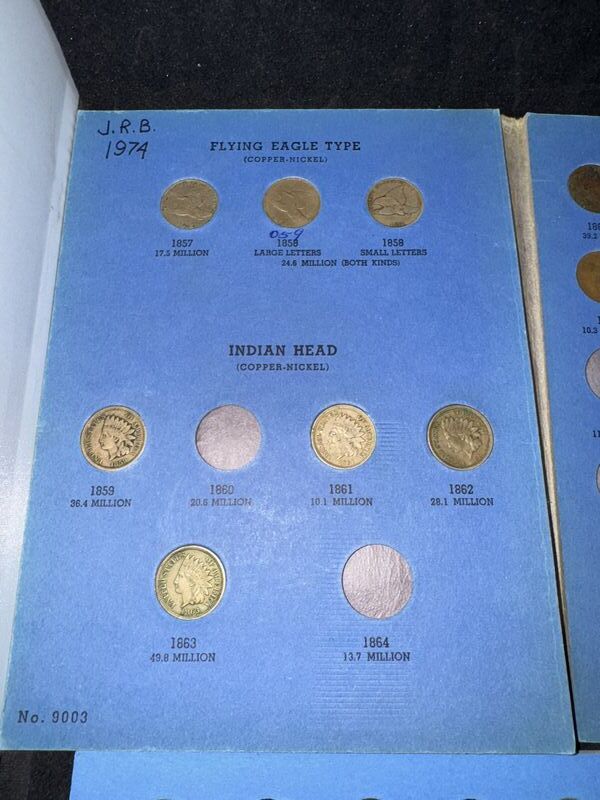 J.R.B.
1974
FLYING EAGLE TYPE
(COPPER-NICKEL)
1857
17.5 MILLION
1858
LARGE LETTERS
1858
SMALL LETTERS
24.6 MILLION (BOTH KINDS)
INDIAN HEAD
(COPPER-NICKEL)
1859
36.4 MILLION
1860
20.6 MILLION
1861
10.1 MILLION
1862
28.1 MILLION
1863
49.8 MILLION
1864
13.7 MILLION
No. 9003